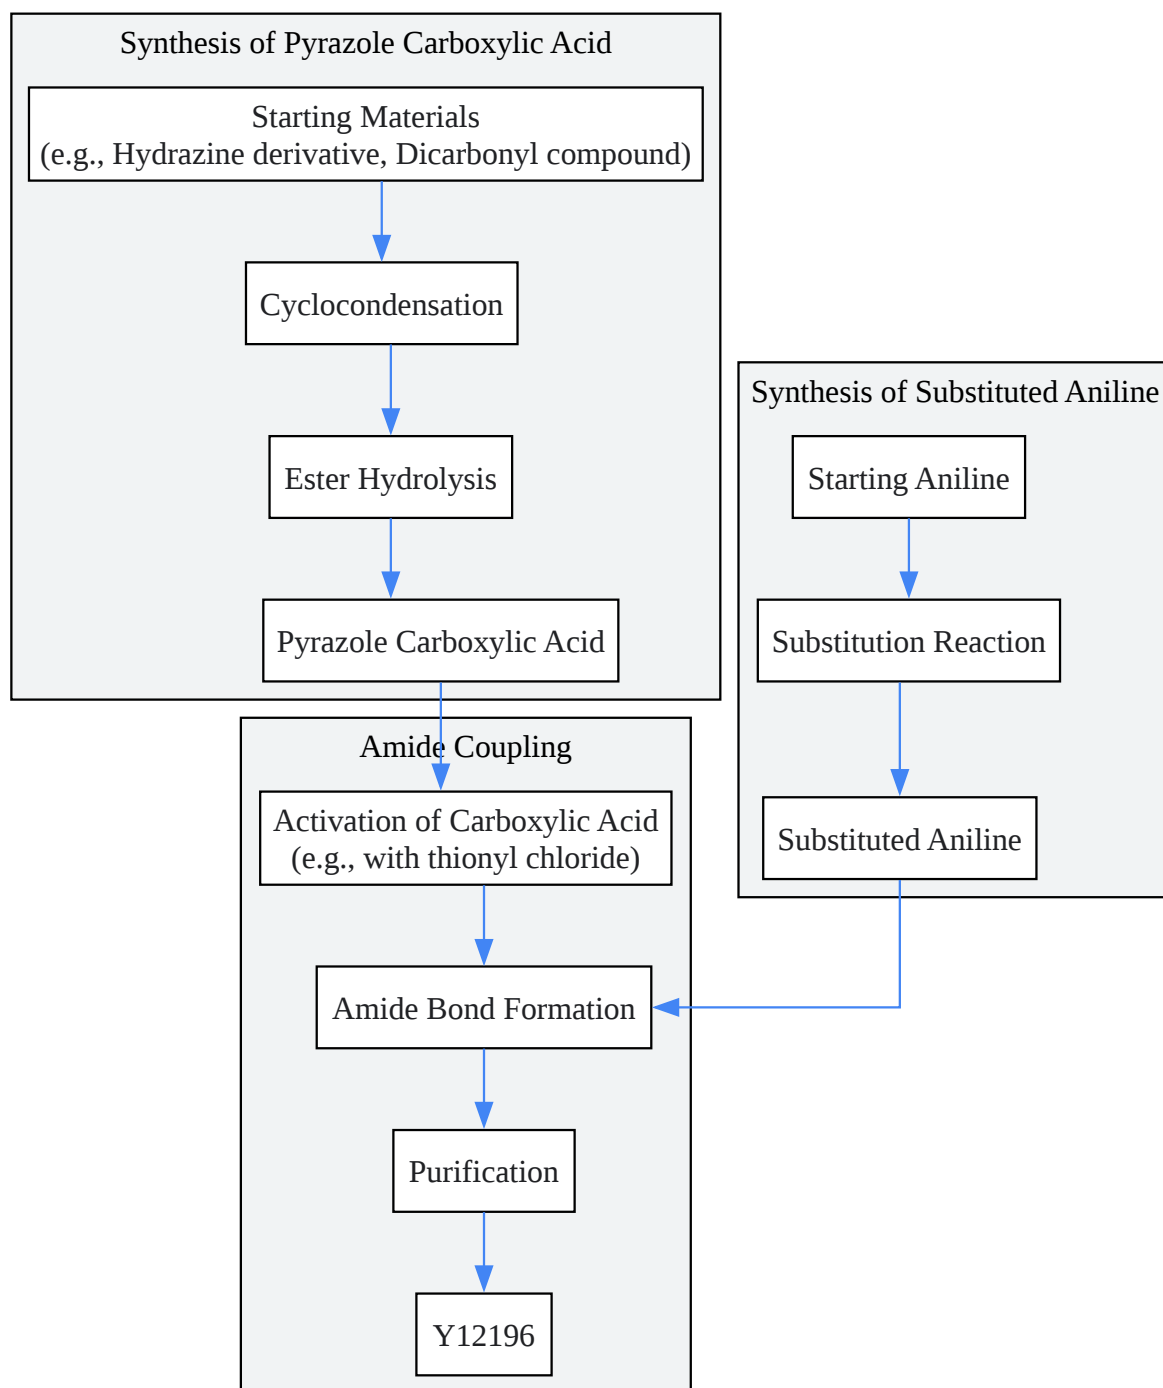 Synthesis of Pyrazole Carboxylic Acid
Starting Materials
(e.g., Hydrazine derivative, Dicarbonyl compound)
Cyclocondensation
Ester Hydrolysis
Pyrazole Carboxylic Acid
Synthesis of Substituted Aniline
Starting Aniline
Substitution Reaction
Substituted Aniline
Amide Coupling
Activation of Carboxylic Acid
(e.g., with thionyl chloride)
Amide Bond Formation
Purification
Y12196